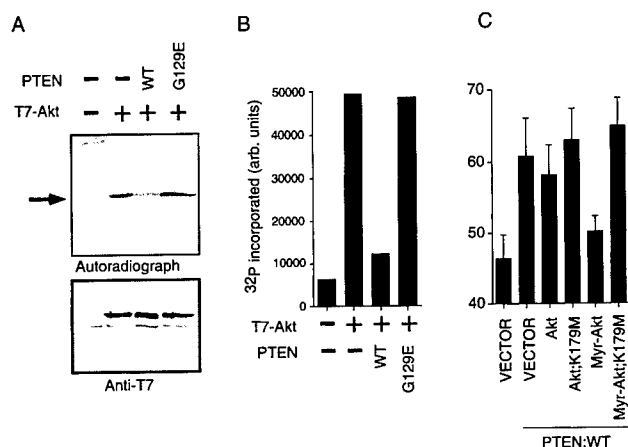 A
PTEN − − WT G129E
T7-Akt − + + +
Autoradiograph
Anti-T7
B
32P incorporated (arb. units)
50000
40000
30000
20000
10000
0
T7-Akt − + + +
PTEN − − WT G129E
C
70
60
50
40
VECTOR
VECTOR
Akt
Akt;K179M
Myr-Akt
Myr-Akt;K179M
PTEN;WT